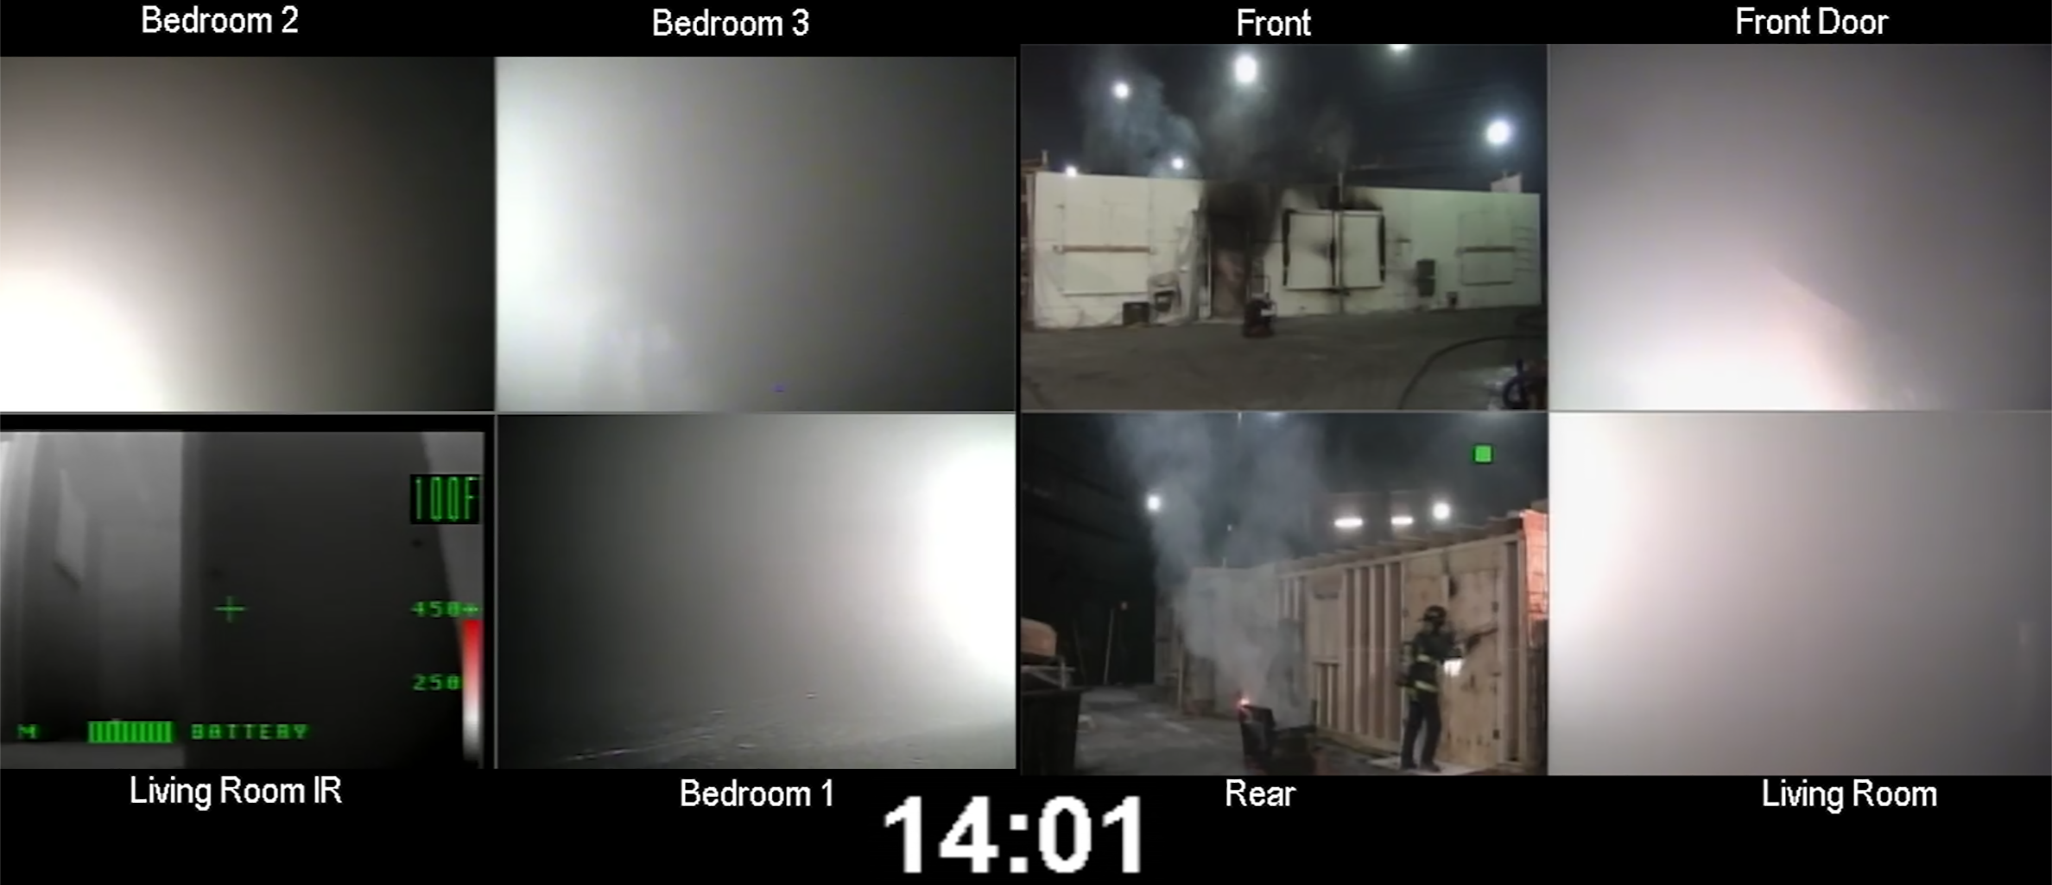 Bedroom 2
Bedroom 3
Front
Front Door
100F
450
250
M
BATTERY
Living Room IR
Bedroom 1
Rear
Living Room
14:01